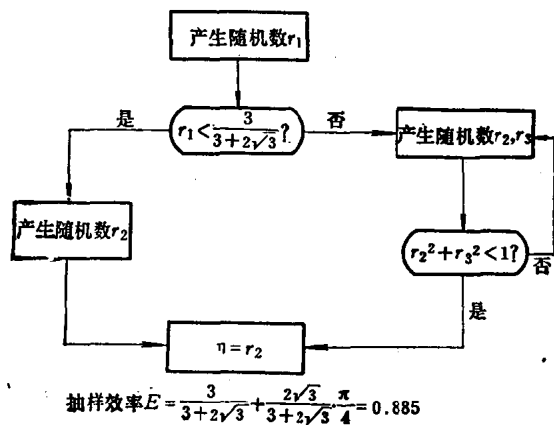 产生随机数r₁
r₁<3/(3+2√3)?
是
否
产生随机数r₂,r₃
产生随机数r₂
r₂²+r₃²<1?
否
是
η=r₂
抽样效率E=3/(3+2√3)+2√3/(3+2√3)·π/4=0.885